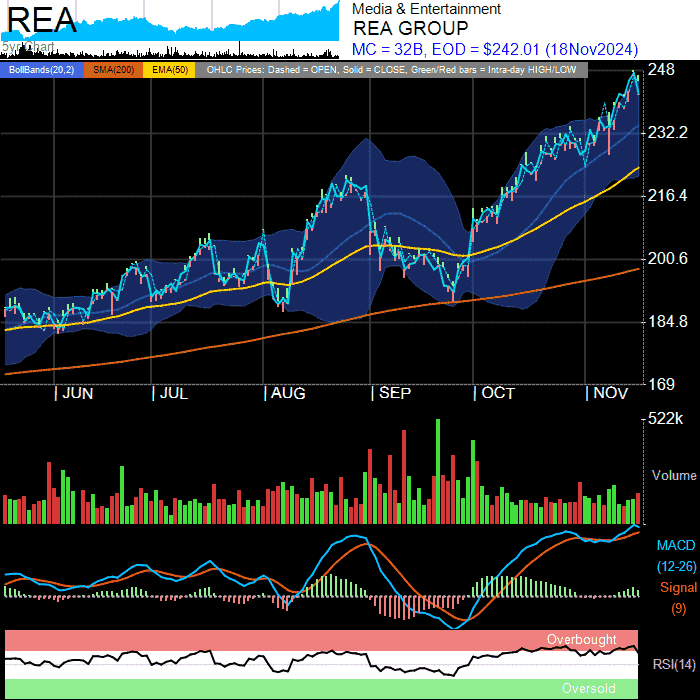 REA
Media & Entertainment
REA GROUP
MC = 32B, EOD = $242.01 (18Nov2024)
BollBands(20,2) SMA(200) EMA(50) OHLC Prices: Dashed = OPEN, Solid = CLOSE, Green/Red bars = Intra-day HIGH/LOW
248
232.2
216.4
200.6
184.8
169
JUN JUL AUG SEP OCT NOV
522k
Volume
MACD
(12-26)
Signal
(9)
Overbought
RSI(14)
Oversold